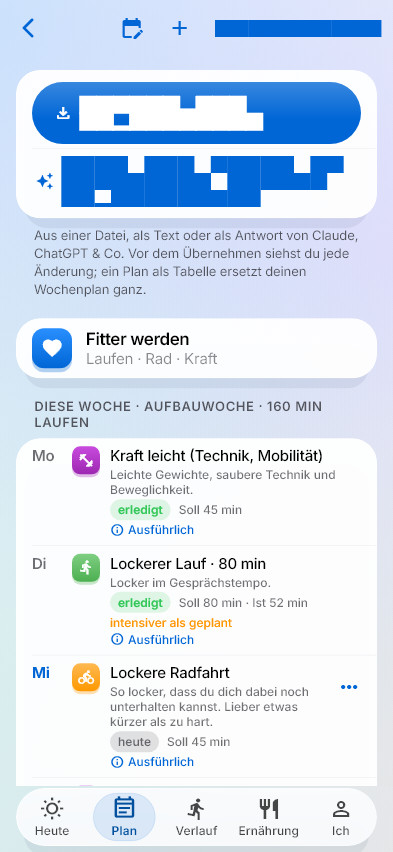 Aus einer Datei, als Text oder als Antwort von Claude,
ChatGPT & Co. Vor dem Übernehmen siehst du jede
Änderung; ein Plan als Tabelle ersetzt deinen
Wochenplan ganz.
Fitter werden
Laufen · Rad · Kraft
DIESE WOCHE · AUFBAUWOCHE · 160 MIN
LAUFEN
Mo
Kraft leicht (Technik, Mobilität)
Leichte Gewichte, saubere Technik und
Beweglichkeit.
erledigt Soll 45 min
Ausführlich
Di
Lockerer Lauf · 80 min
Locker im Gesprächstempo.
erledigt Soll 80 min · Ist 52 min
intensiver als geplant
Ausführlich
Mi
Lockere Radfahrt
So locker, dass du dich dabei noch
unterhalten kannst. Lieber etwas
kürzer als zu hart.
heute Soll 45 min
Ausführlich
Heute Plan Verlauf Ernährung Ich